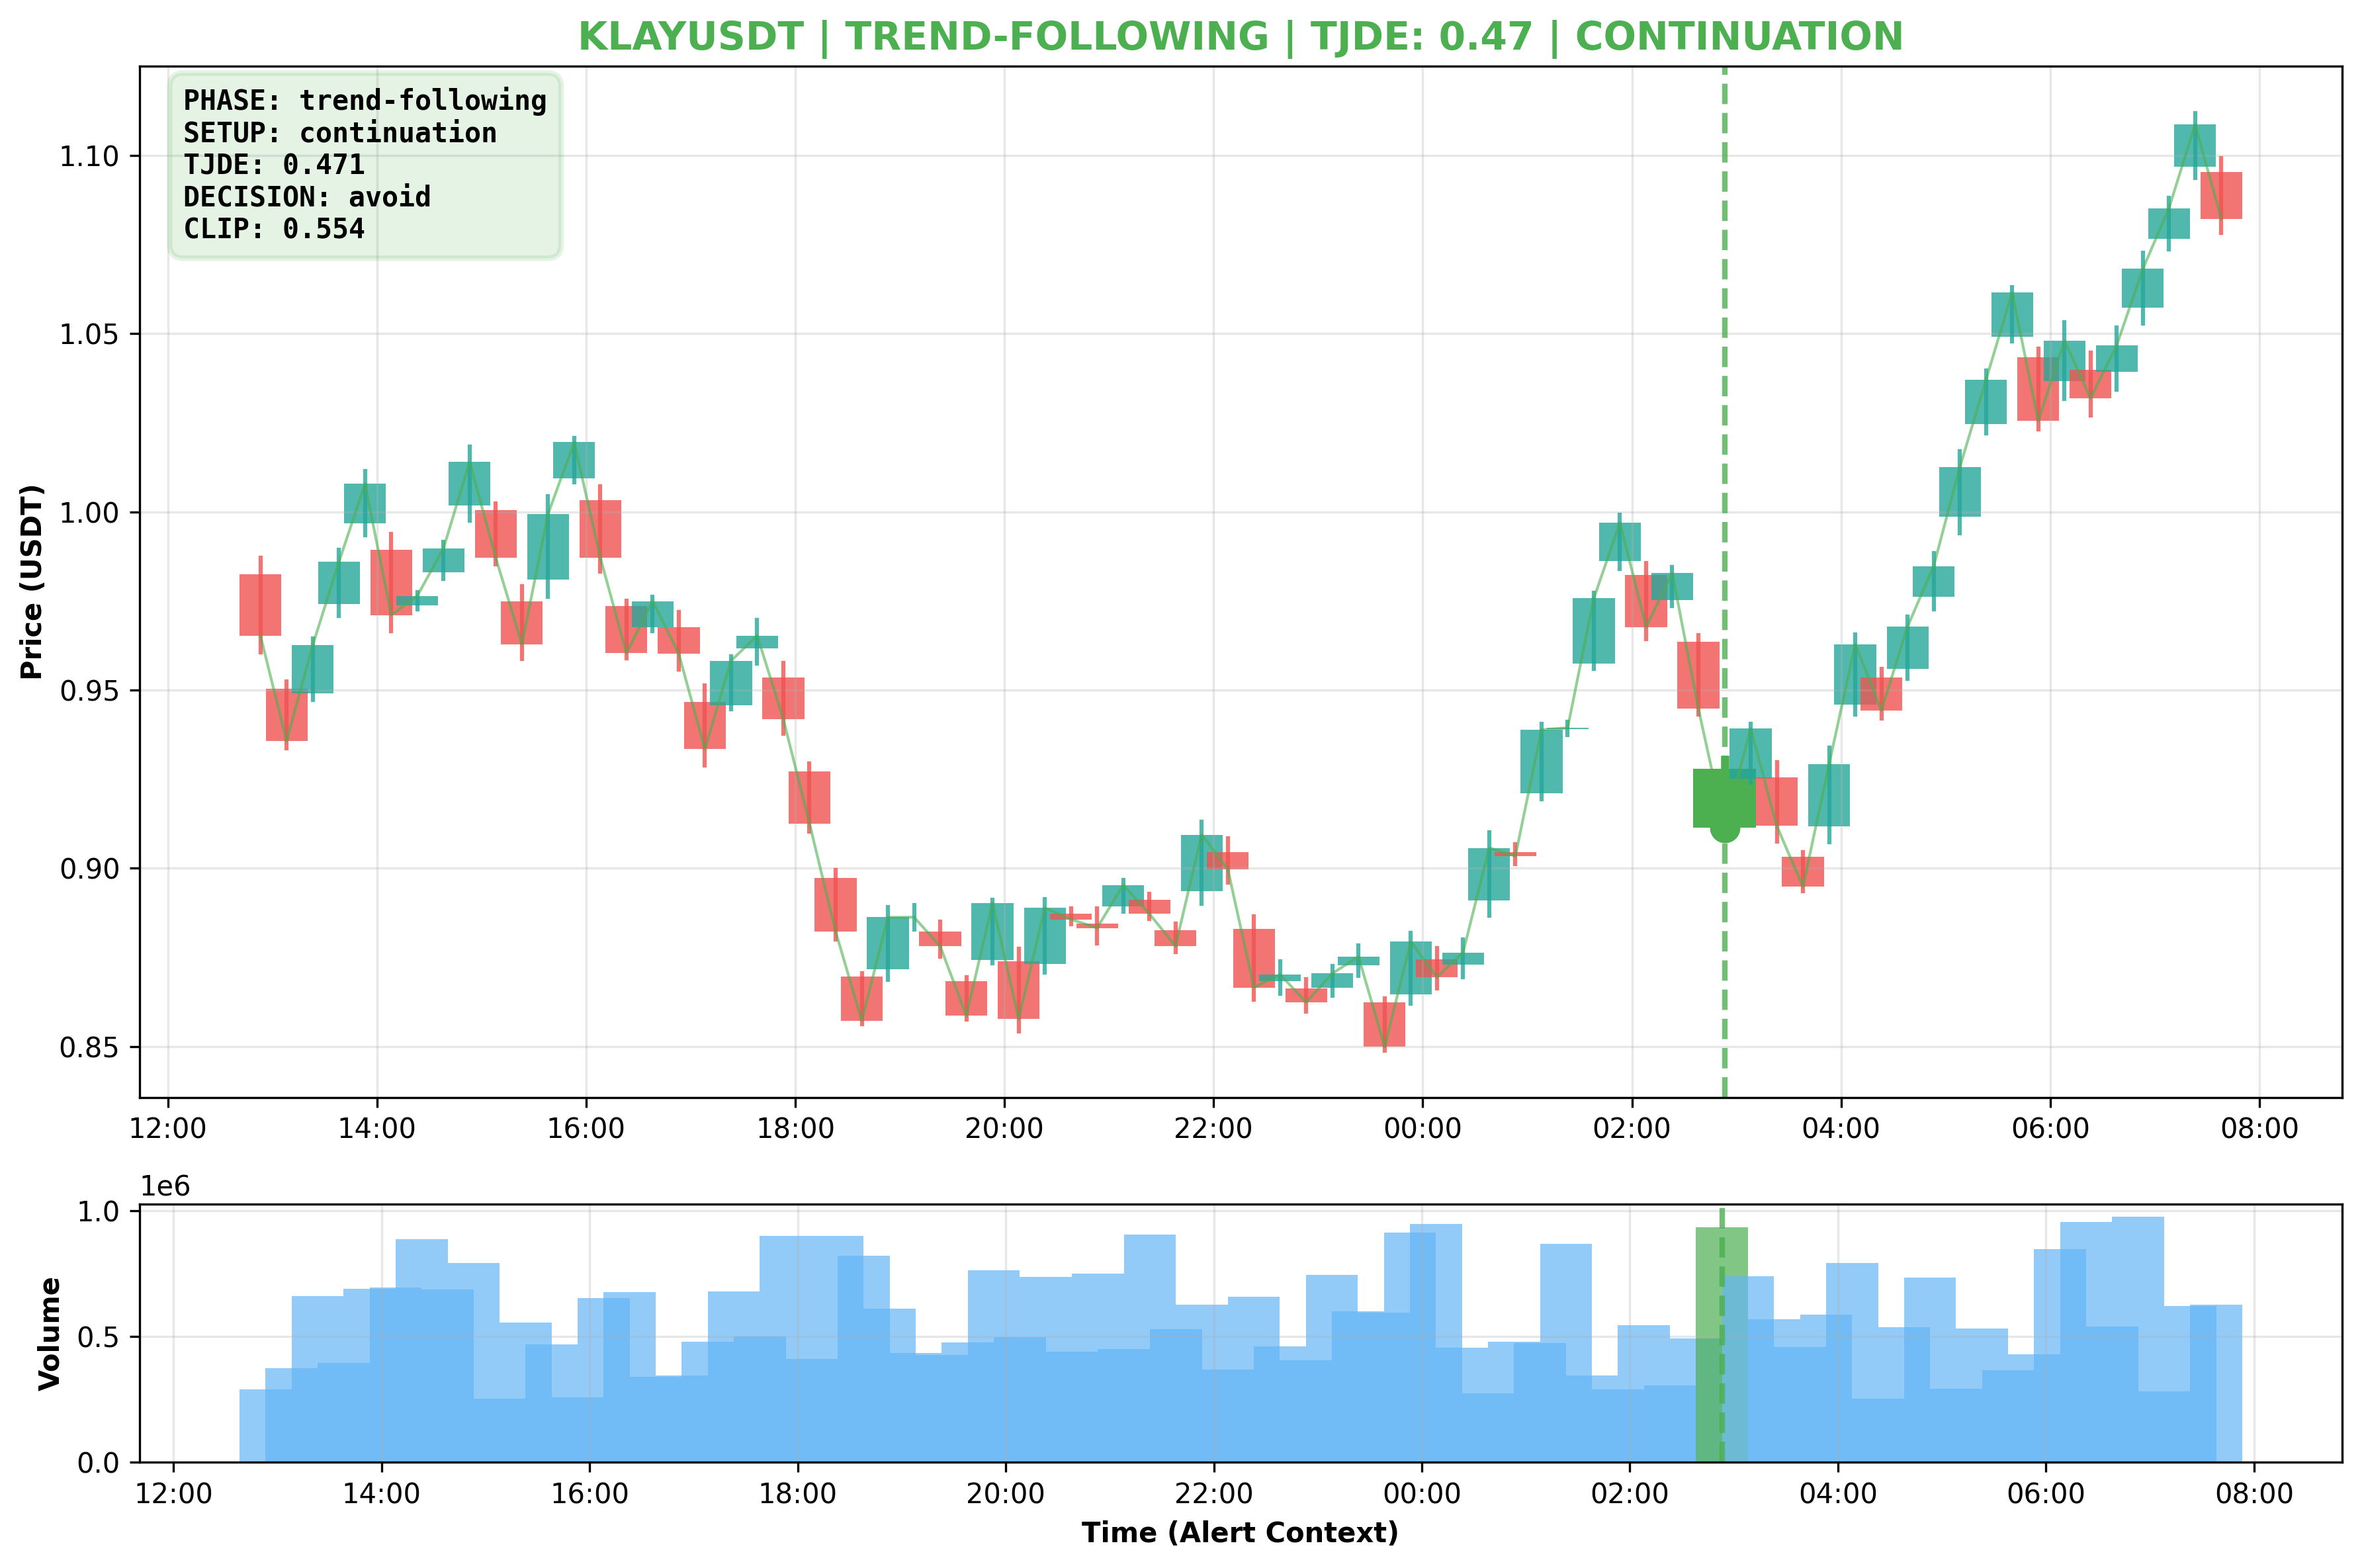 KLAYUSDT | TREND-FOLLOWING | TJDE: 0.47 | CONTINUATION
PHASE: trend-following
SETUP: continuation
TJDE: 0.471
DECISION: avoid
CLIP: 0.554
Price (USDT)
1.10
1.05
1.00
0.95
0.90
0.85
12:00 14:00 16:00 18:00 20:00 22:00 00:00 02:00 04:00 06:00 08:00
1e6
Volume
1.0
0.5
0.0
12:00 14:00 16:00 18:00 20:00 22:00 00:00 02:00 04:00 06:00 08:00
Time (Alert Context)